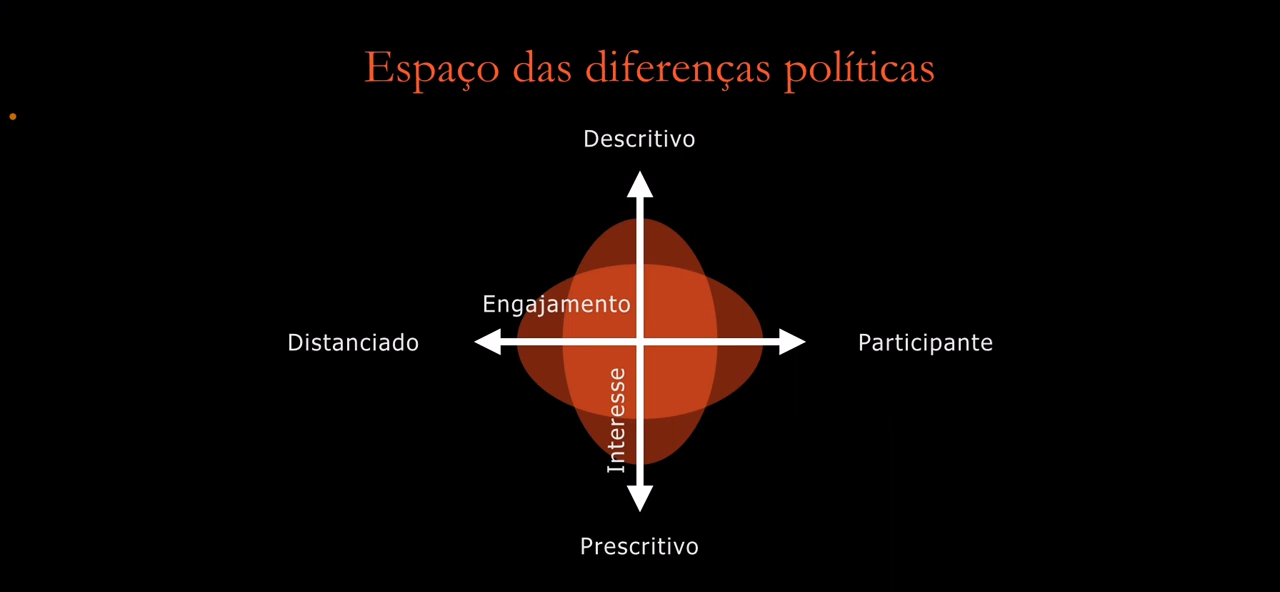 Espaço das diferenças políticas
Descritivo
Engajamento
Distanciado
Participante
Interesse
Prescritivo